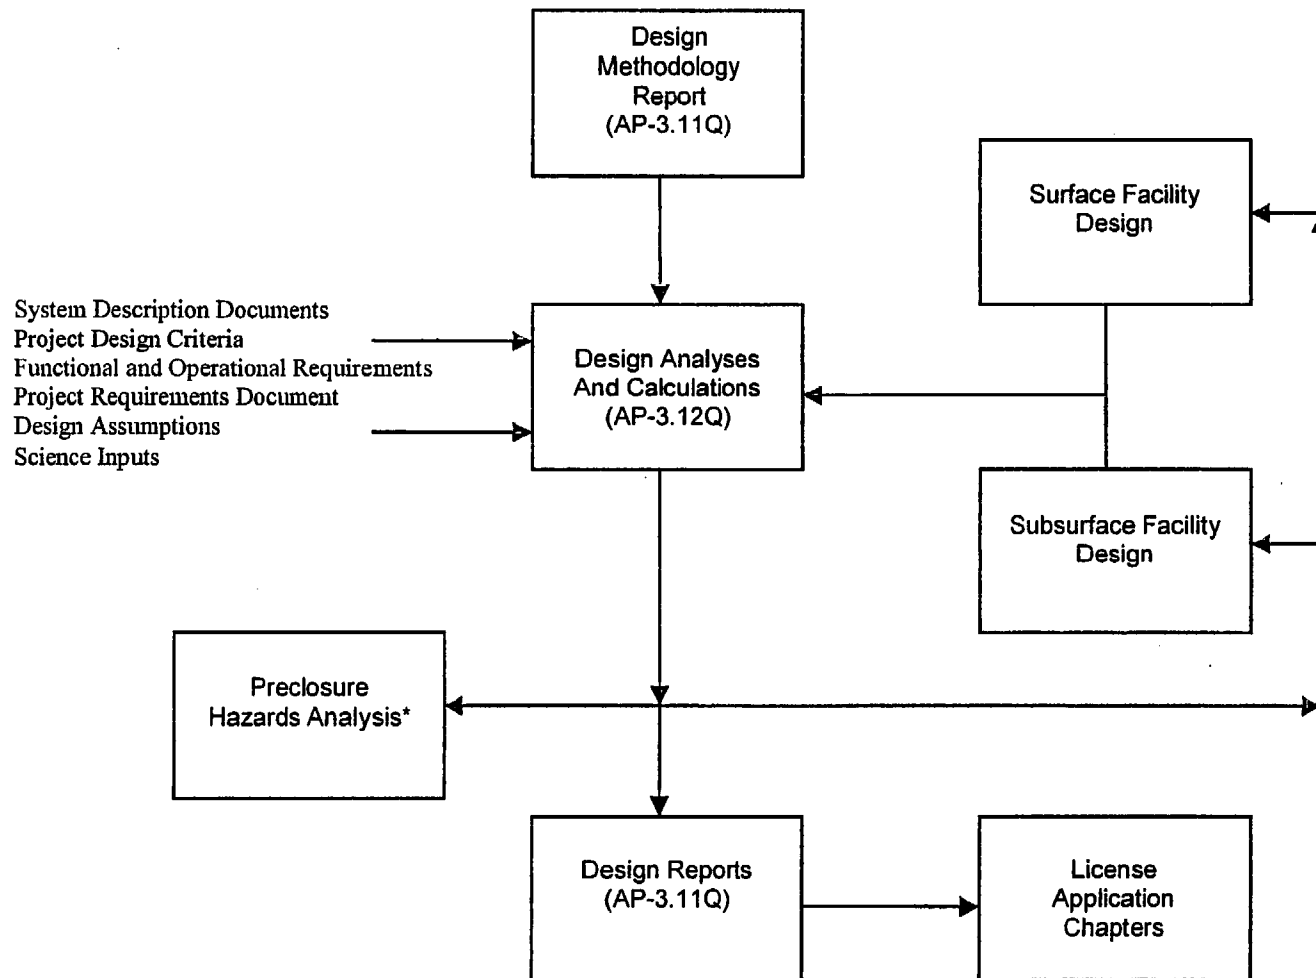 Design
Methodology
Report
(AP-3.11Q)
Surface Facility
Design
System Description Documents
Project Design Criteria
Functional and Operational Requirements
Project Requirements Document
Design Assumptions
Science Inputs
Design Analyses
And Calculations
(AP-3.12Q)
Subsurface Facility
Design
Preclosure
Hazards Analysis*
Design Reports
(AP-3.11Q)
License
Application
Chapters